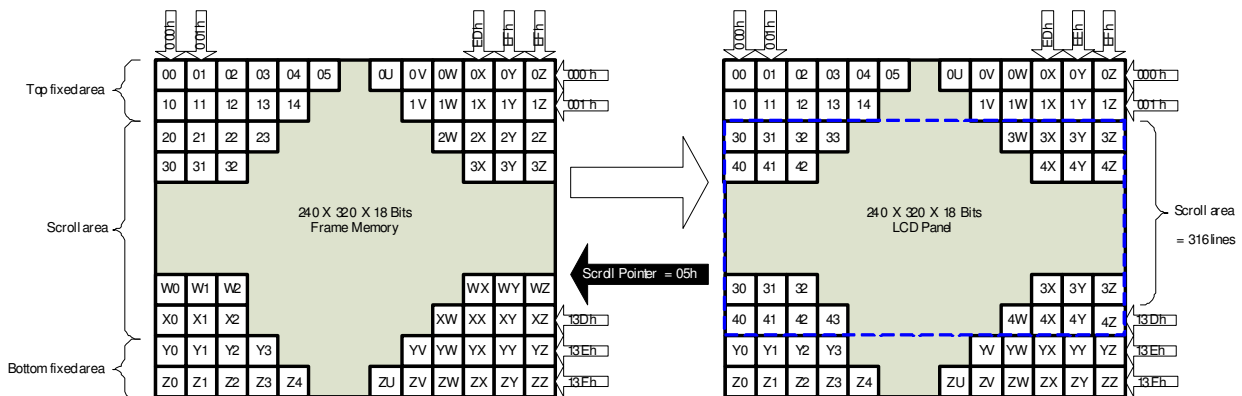 000h 001h EDh EEh EFh 000h 001h EDh EEh EFh
00 01 02 03 04 05 0U 0V 0W 0X 0Y 0Z 000h 00 01 02 03 04 05 0U 0V 0W 0X 0Y 0Z 000h
Top fixed area
10 11 12 13 14 1V 1W 1X 1Y 1Z 001h 10 11 12 13 14 1V 1W 1X 1Y 1Z 001h
20 21 22 23 2W 2X 2Y 2Z 30 31 32 33 3W 3X 3Y 3Z
30 31 32 3X 3Y 3Z 40 41 42 4X 4Y 4Z
240 X 320 X 18 Bits
Frame Memory
240 X 320 X 18 Bits
LCD Panel
Scroll area
Scroll area
= 316 lines
Scroll Pointer = 05h
W0 W1 W2 WX WY WZ 30 31 32 3X 3Y 3Z
X0 X1 X2 XW XX XY XZ 13Dh 40 41 42 43 4W 4X 4Y 4Z 13Dh
Y0 Y1 Y2 Y3 YV YW YX YY YZ 13Eh Y0 Y1 Y2 Y3 YV YW YX YY YZ 13Eh
Bottom fixed area
Z0 Z1 Z2 Z3 Z4 ZU ZV ZW ZX ZY ZZ 13Fh Z0 Z1 Z2 Z3 Z4 ZU ZV ZW ZX ZY ZZ 13Fh